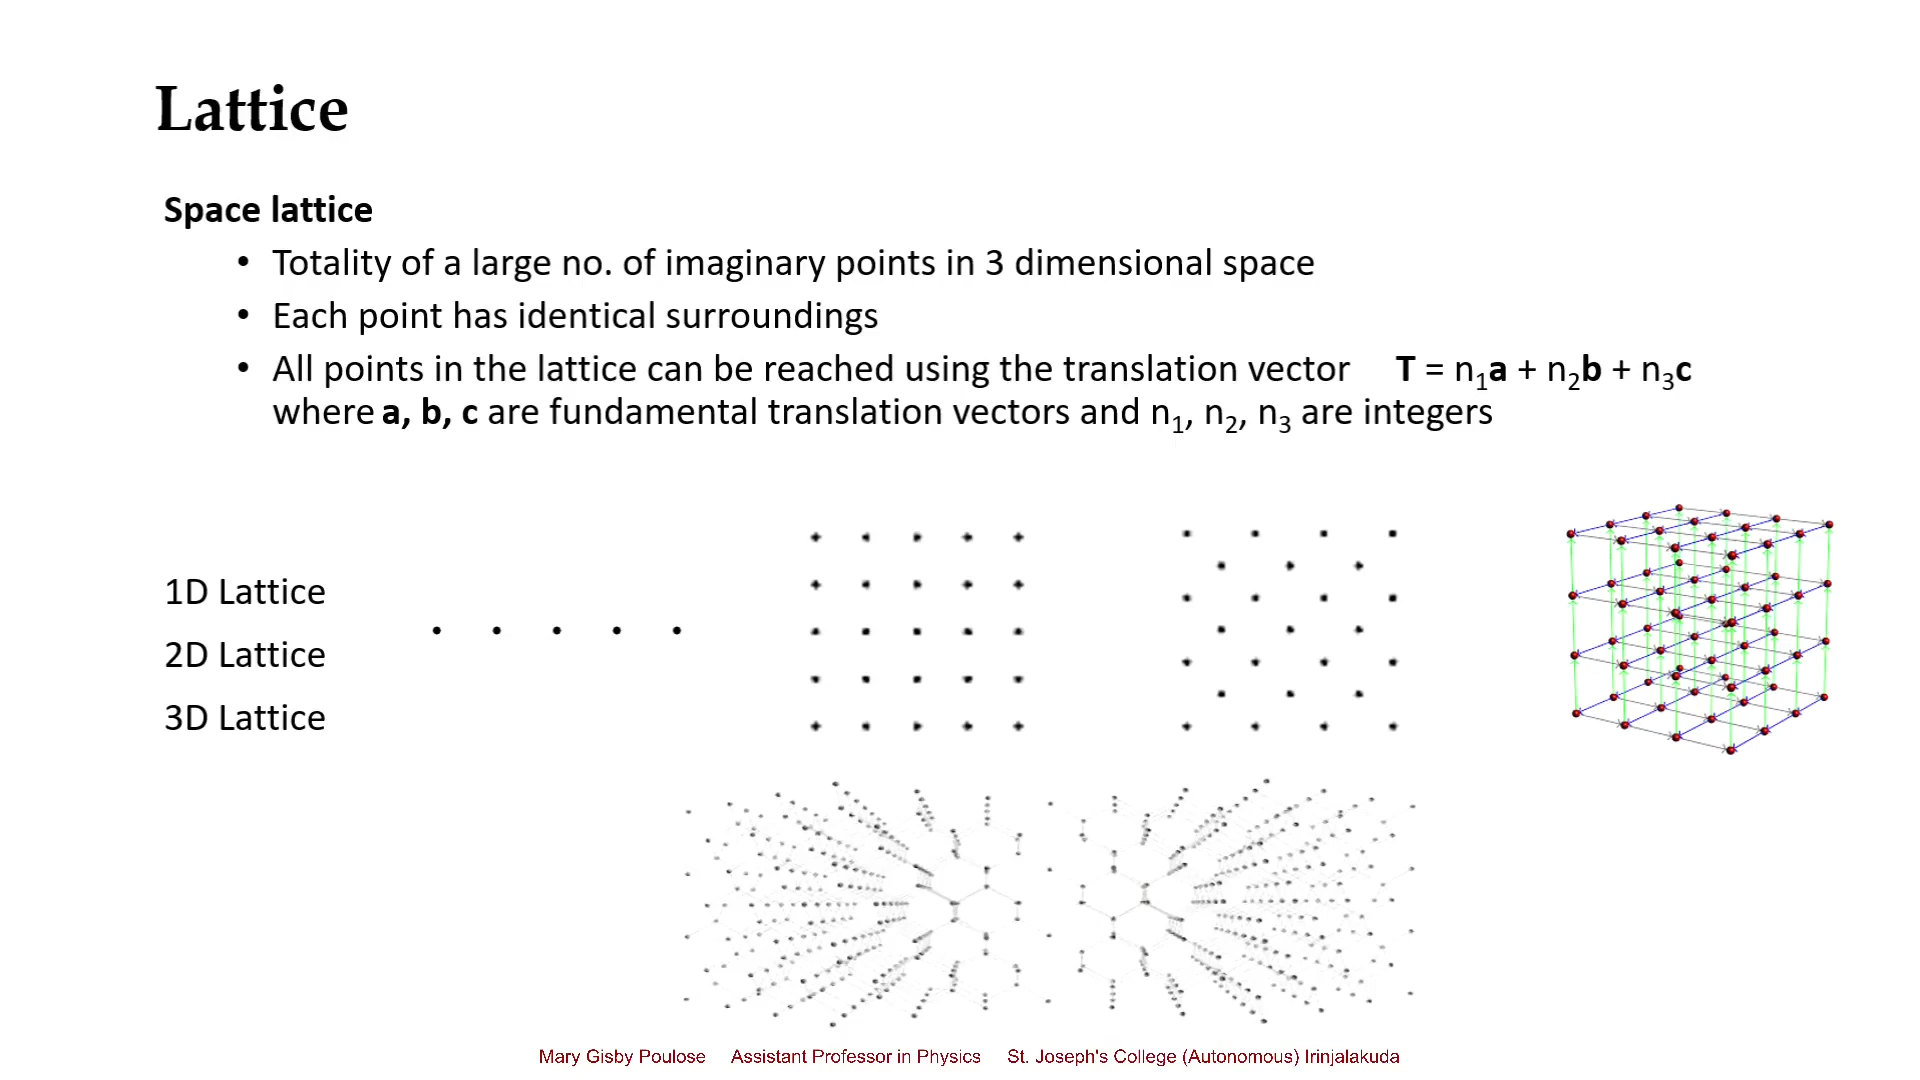 Lattice
Space lattice
• Totality of a large no. of imaginary points in 3 dimensional space
• Each point has identical surroundings
• All points in the lattice can be reached using the translation vector T = n₁a + n₂b + n₃c
where a, b, c are fundamental translation vectors and n₁, n₂, n₃ are integers
1D Lattice
2D Lattice
3D Lattice
Mary Gisby Poulose Assistant Professor in Physics St. Joseph's College (Autonomous) Irinjalakuda